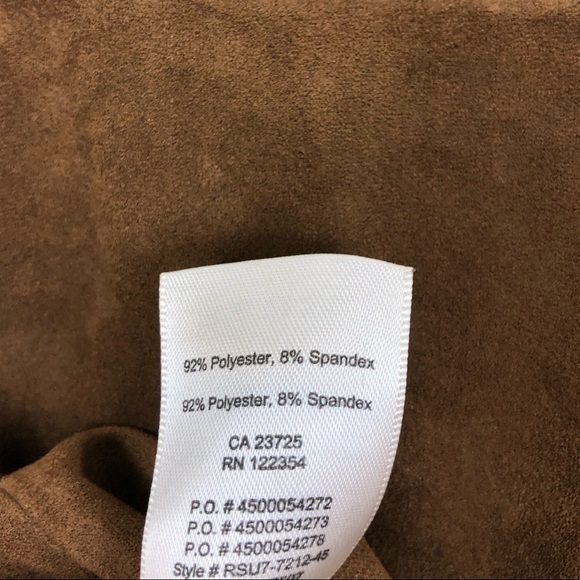 92% Polyester, 8% Spandex
92% Polyester, 8% Spandex
CA 23725
RN 122354
P.O. # 4500054272
P.O. # 4500054273
P.O. # 4500054278
Style # RSU7-7212-45